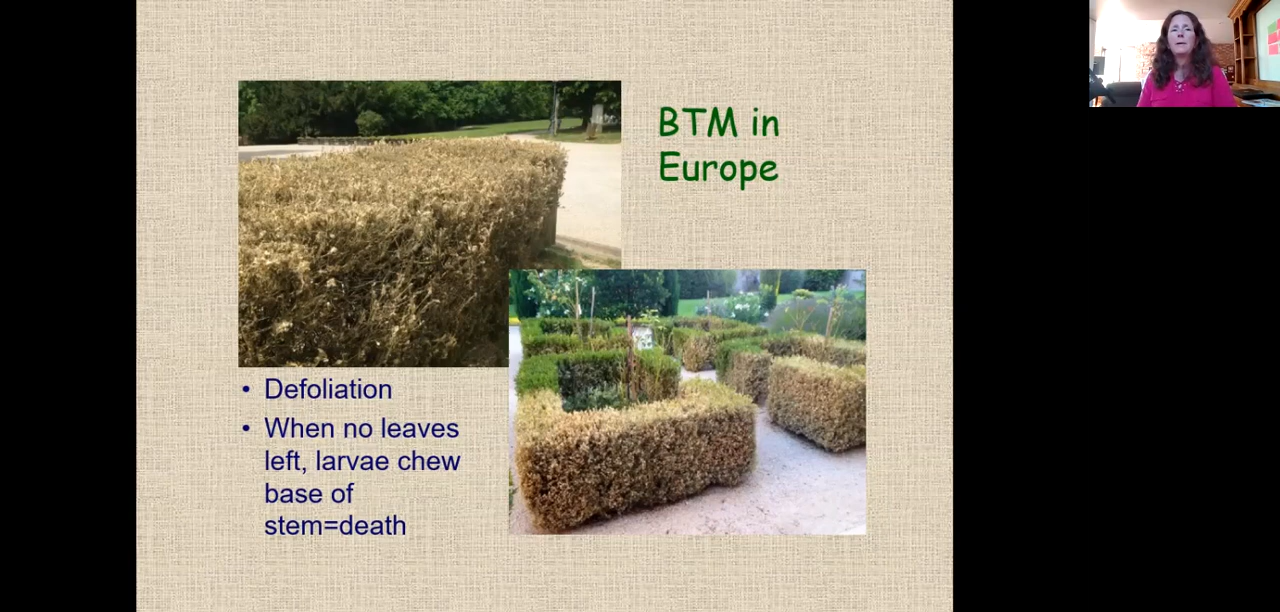 BTM in
Europe
• Defoliation
• When no leaves
left, larvae chew
base of
stem=death